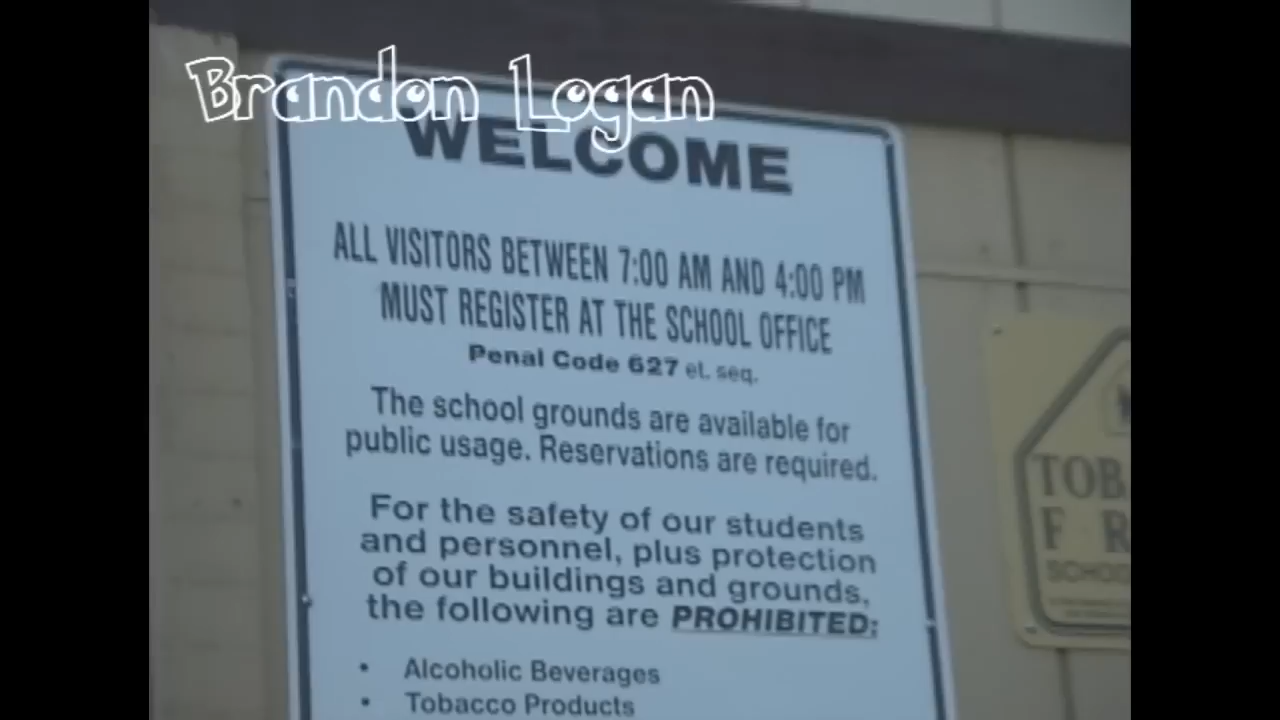 Brandon Logan
WELCOME
ALL VISITORS BETWEEN 7:00 AM AND 4:00 PM
MUST REGISTER AT THE SCHOOL OFFICE
Penal Code 627 et. seq.
The school grounds are available for
public usage. Reservations are required.
For the safety of our students
and personnel, plus protection
of our buildings and grounds,
the following are PROHIBITED:
• Alcoholic Beverages
• Tobacco Products
TOB
F R
SCHOO